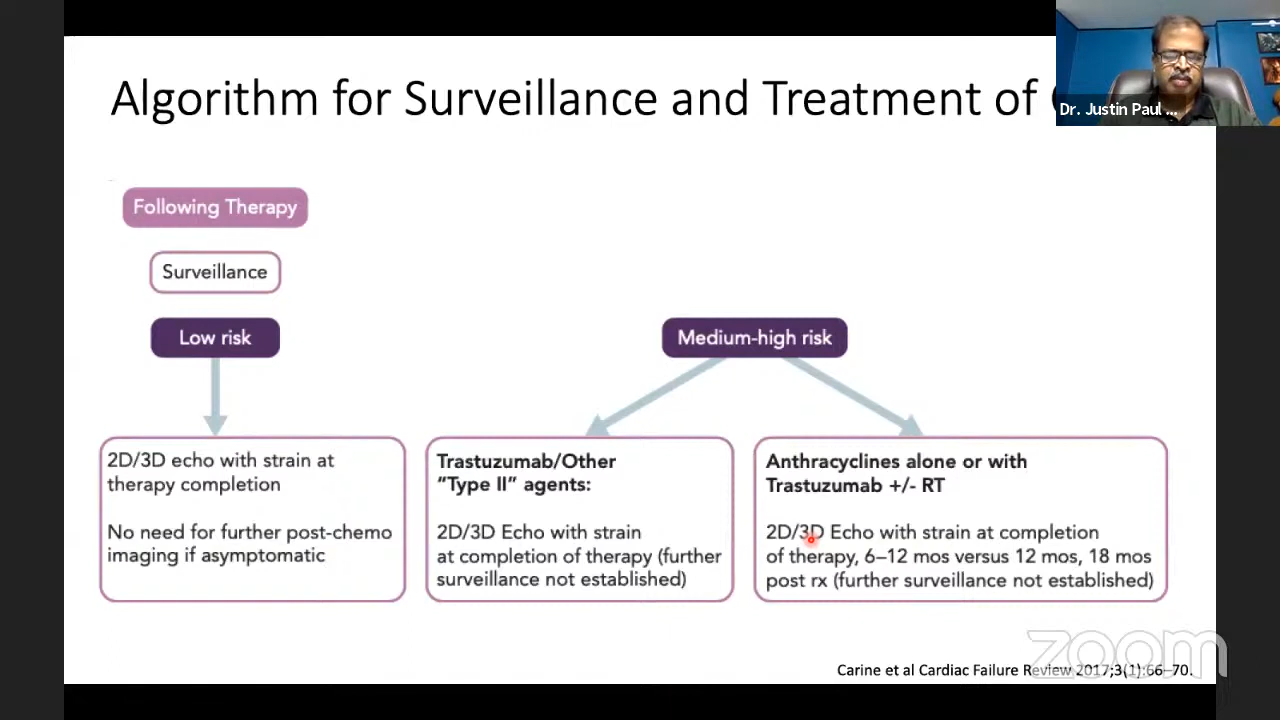 Algorithm for Surveillance and Treatment of
Dr. Justin Paul ...
Following Therapy
Surveillance
Low risk
Medium-high risk
2D/3D echo with strain at
therapy completion
No need for further post-chemo
imaging if asymptomatic
Trastuzumab/Other
“Type II” agents:
2D/3D Echo with strain
at completion of therapy (further
surveillance not established)
Anthracyclines alone or with
Trastuzumab +/- RT
2D/3D Echo with strain at completion
of therapy, 6–12 mos versus 12 mos, 18 mos
post rx (further surveillance not established)
zoom
Carine et al Cardiac Failure Review 2017;3(1):66–70.